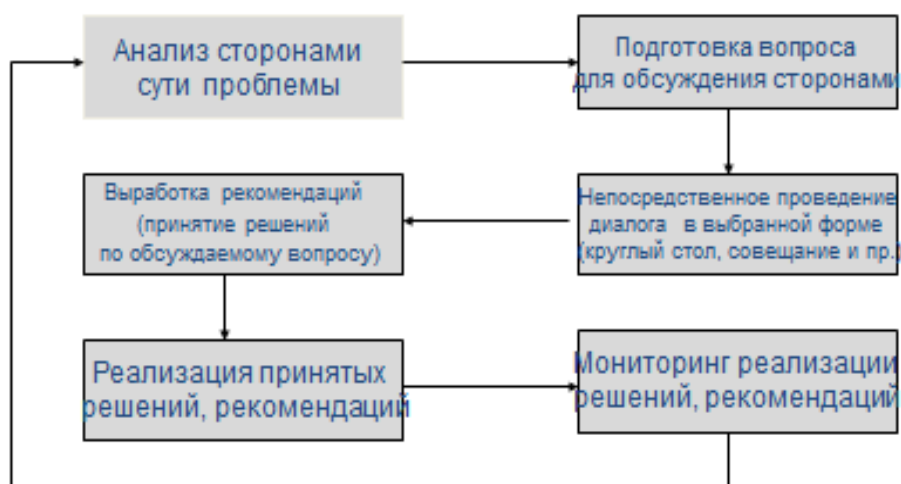 Анализ сторонами
сути проблемы
Подготовка вопроса
для обсуждения сторонами
Непосредственное проведение
диалога в выбранной форме
(круглый стол, совещание и пр.)
Выработка рекомендаций
(принятие решений
по обсуждаемому вопросу)
Реализация принятых
решений, рекомендаций
Мониторинг реализации
решений, рекомендаций